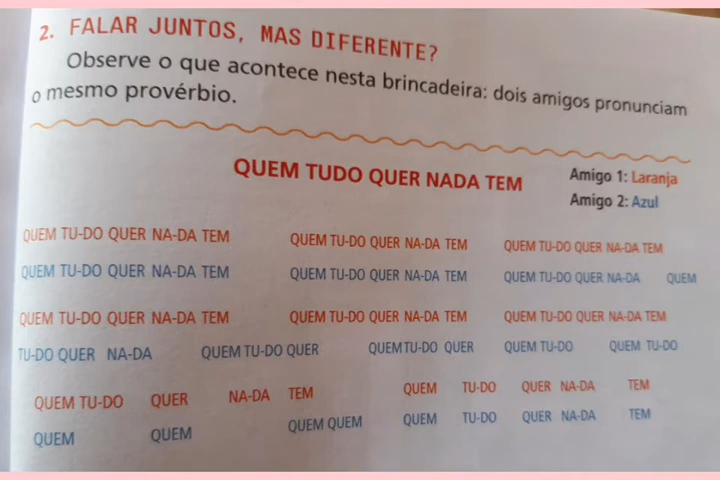 2. FALAR JUNTOS, MAS DIFERENTE?
Observe o que acontece nesta brincadeira: dois amigos pronunciam
o mesmo provérbio.
QUEM TUDO QUER NADA TEM
Amigo 1: Laranja
Amigo 2: Azul
QUEM TU-DO QUER NA-DA TEM QUEM TU-DO QUER NA-DA TEM QUEM TU-DO QUER NA-DA TEM
QUEM TU-DO QUER NA-DA TEM QUEM TU-DO QUER NA-DA TEM QUEM TU-DO QUER NA-DA QUEM
QUEM TU-DO QUER NA-DA TEM QUEM TU-DO QUER NA-DA TEM QUEM TU-DO QUER NA-DA TEM
TU-DO QUER NA-DA QUEM TU-DO QUER QUEM TU-DO QUER QUEM TU-DO QUEM TU-DO
QUEM TU-DO QUER NA-DA TEM QUEM TU-DO QUER NA-DA TEM
QUEM QUEM QUEM QUEM QUEM TU-DO QUER NA-DA TEM